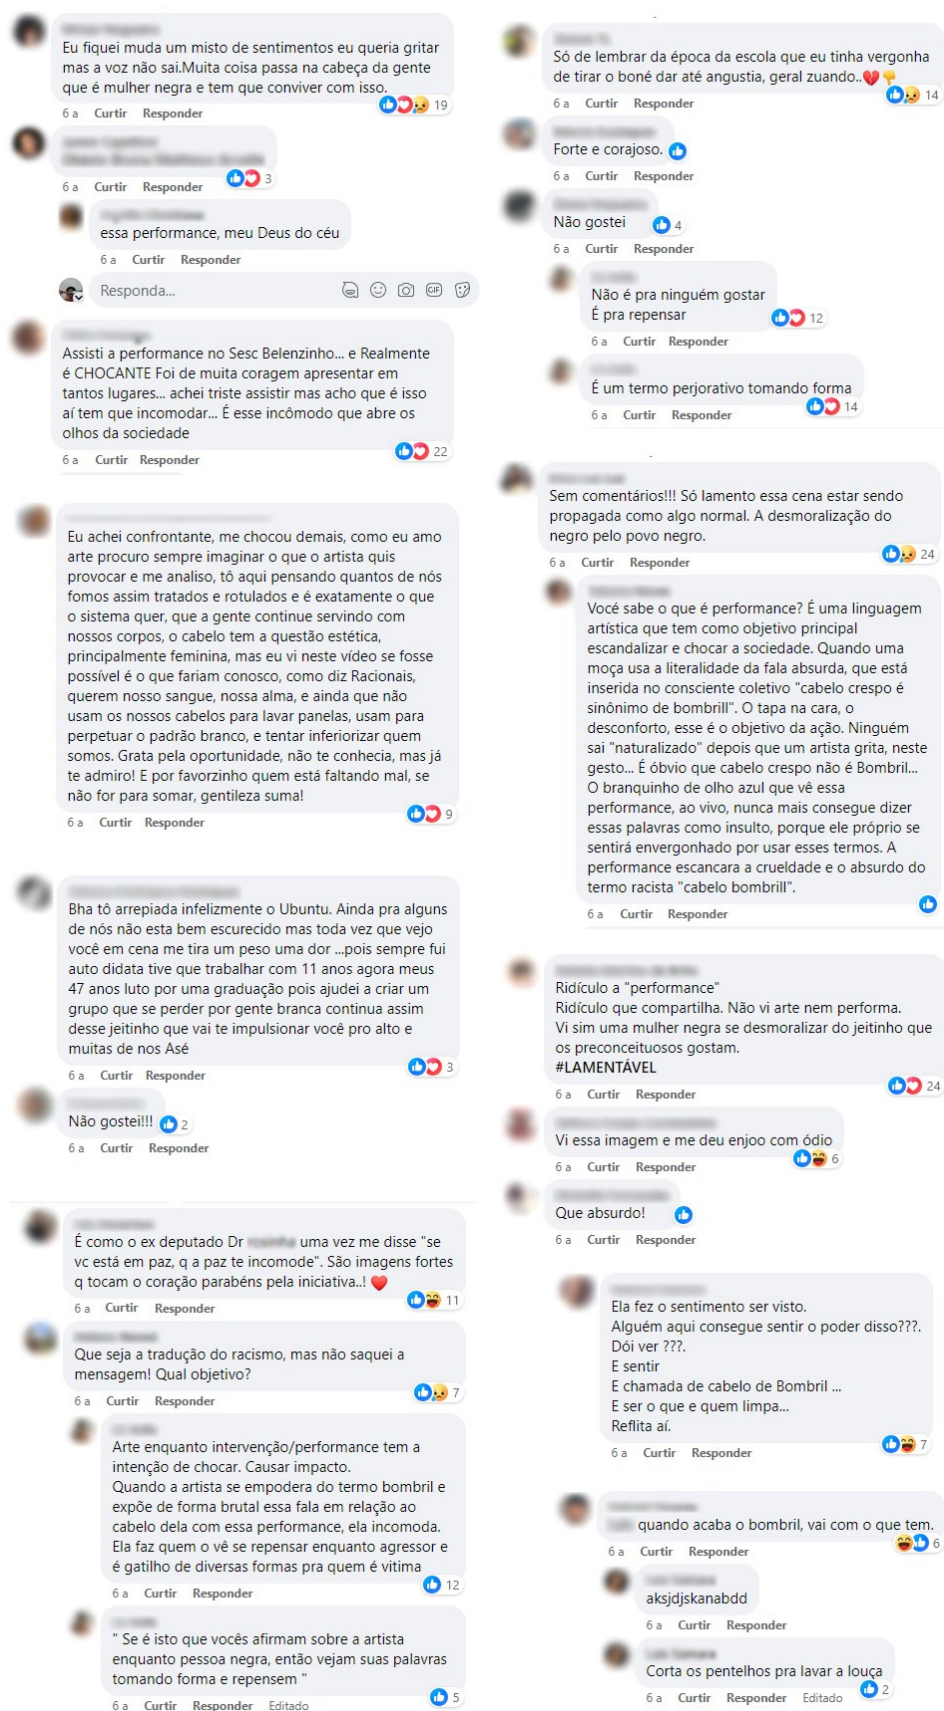 Eu fiquei muda um misto de sentimentos eu queria gritar
mas a voz não sai.Muita coisa passa na cabeça da gente
que é mulher negra e tem que conviver com isso.
19
6 a Curtir Responder
3
6 a Curtir Responder
essa performance, meu Deus do céu
6 a Curtir Responder
Responda...
GIF
Assisti a performance no Sesc Belenzinho... e Realmente
é CHOCANTE Foi de muita coragem apresentar em
tantos lugares... achei triste assistir mas acho que é isso
aí tem que incomodar... É esse incômodo que abre os
olhos da sociedade
22
6 a Curtir Responder
Eu achei confrontante, me chocou demais, como eu amo
arte procuro sempre imaginar o que o artista quis
provocar e me analiso, tô aqui pensando quantos de nós
fomos assim tratados e rotulados e é exatamente o que
o sistema quer, que a gente continue servindo com
nossos corpos, o cabelo tem a questão estética,
principalmente feminina, mas eu vi neste vídeo se fosse
possível é o que fariam conosco, como diz Racionais,
querem nosso sangue, nossa alma, e ainda que não
usam os nossos cabelos para lavar panelas, usam para
perpetuar o padrão branco, e tentar inferiorizar quem
somos. Grata pela oportunidade, não te conhecia, mas já
te admiro! E por favorzinho quem está faltando mal, se
não for para somar, gentileza suma!
9
6 a Curtir Responder
Bha tô arrepiada infelizmente o Ubuntu. Ainda pra alguns
de nós não esta bem escurecido mas toda vez que vejo
você em cena me tira um peso uma dor ...pois sempre fui
auto didata tive que trabalhar com 11 anos agora meus
47 anos luto por uma graduação pois ajudei a criar um
grupo que se perder por gente branca continua assim
desse jeitinho que vai te impulsionar você pro alto e
muitas de nos Asé
3
6 a Curtir Responder
Não gostei!!! 2
6 a Curtir Responder
É como o ex deputado Dr uma vez me disse "se
vc está em paz, q a paz te incomode". São imagens fortes
q tocam o coração parabéns pela iniciativa..! ♥
11
6 a Curtir Responder
Que seja a tradução do racismo, mas não saquei a
mensagem! Qual objetivo?
7
6 a Curtir Responder
Arte enquanto intervenção/performance tem a
intenção de chocar. Causar impacto.
Quando a artista se empodera do termo bombril e
expõe de forma brutal essa fala em relação ao
cabelo dela com essa performance, ela incomoda.
Ela faz quem o vê se repensar enquanto agressor e
é gatilho de diversas formas pra quem é vitima
12
6 a Curtir Responder
" Se é isto que vocês afirmam sobre a artista
enquanto pessoa negra, então vejam suas palavras
tomando forma e repensem "
5
6 a Curtir Responder Editado
Só de lembrar da época da escola que eu tinha vergonha
de tirar o boné dar até angustia, geral zuando..💔👇
14
6 a Curtir Responder
Forte e corajoso.
6 a Curtir Responder
Não gostei 4
6 a Curtir Responder
Não é pra ninguém gostar
É pra repensar
12
6 a Curtir Responder
É um termo perjorativo tomando forma
14
6 a Curtir Responder
Sem comentários!!! Só lamento essa cena estar sendo
propagada como algo normal. A desmoralização do
negro pelo povo negro.
24
6 a Curtir Responder
Você sabe o que é performance? É uma linguagem
artística que tem como objetivo principal
escandalizar e chocar a sociedade. Quando uma
moça usa a literalidade da fala absurda, que está
inserida no consciente coletivo "cabelo crespo é
sinônimo de bombrill". O tapa na cara, o
desconforto, esse é o objetivo da ação. Ninguém
sai "naturalizado" depois que um artista grita, neste
gesto... É óbvio que cabelo crespo não é Bombril...
O branquinho de olho azul que vê essa
performance, ao vivo, nunca mais consegue dizer
essas palavras como insulto, porque ele próprio se
sentirá envergonhado por usar esses termos. A
performance escancara a crueldade e o absurdo do
termo racista "cabelo bombrill".
6 a Curtir Responder
Ridículo a "performance"
Ridículo que compartilha. Não vi arte nem performa.
Vi sim uma mulher negra se desmoralizar do jeitinho que
os preconceituosos gostam.
#LAMENTÁVEL
24
6 a Curtir Responder
Vi essa imagem e me deu enjoo com ódio
6
6 a Curtir Responder
Que absurdo!
6 a Curtir Responder
Ela fez o sentimento ser visto.
Alguém aqui consegue sentir o poder disso???.
Dói ver ???.
E sentir
E chamada de cabelo de Bombril ...
E ser o que e quem limpa...
Reflita aí.
7
6 a Curtir Responder
quando acaba o bombril, vai com o que tem.
6
6 a Curtir Responder
aksjdjskanabdd
6 a Curtir Responder
Corta os pentelhos pra lavar a louça
2
6 a Curtir Responder Editado